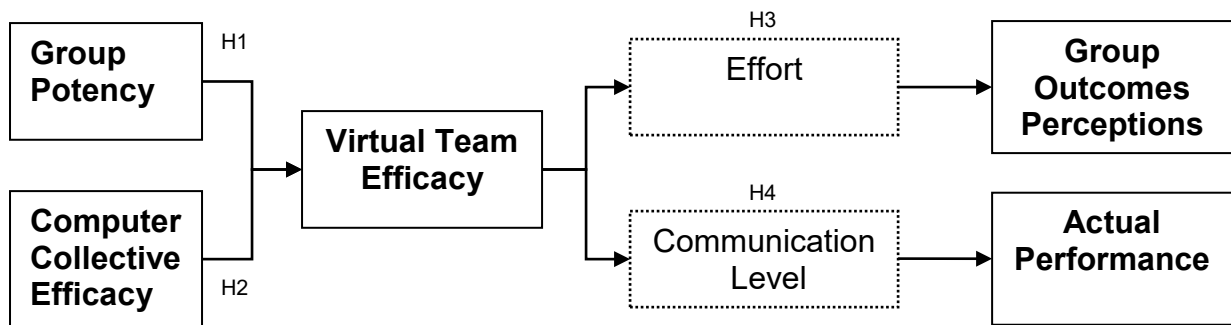 Group
Potency
H1
Computer
Collective
Efficacy
H2
Virtual Team
Efficacy
H3
Effort
H4
Communication
Level
Group
Outcomes
Perceptions
Actual
Performance